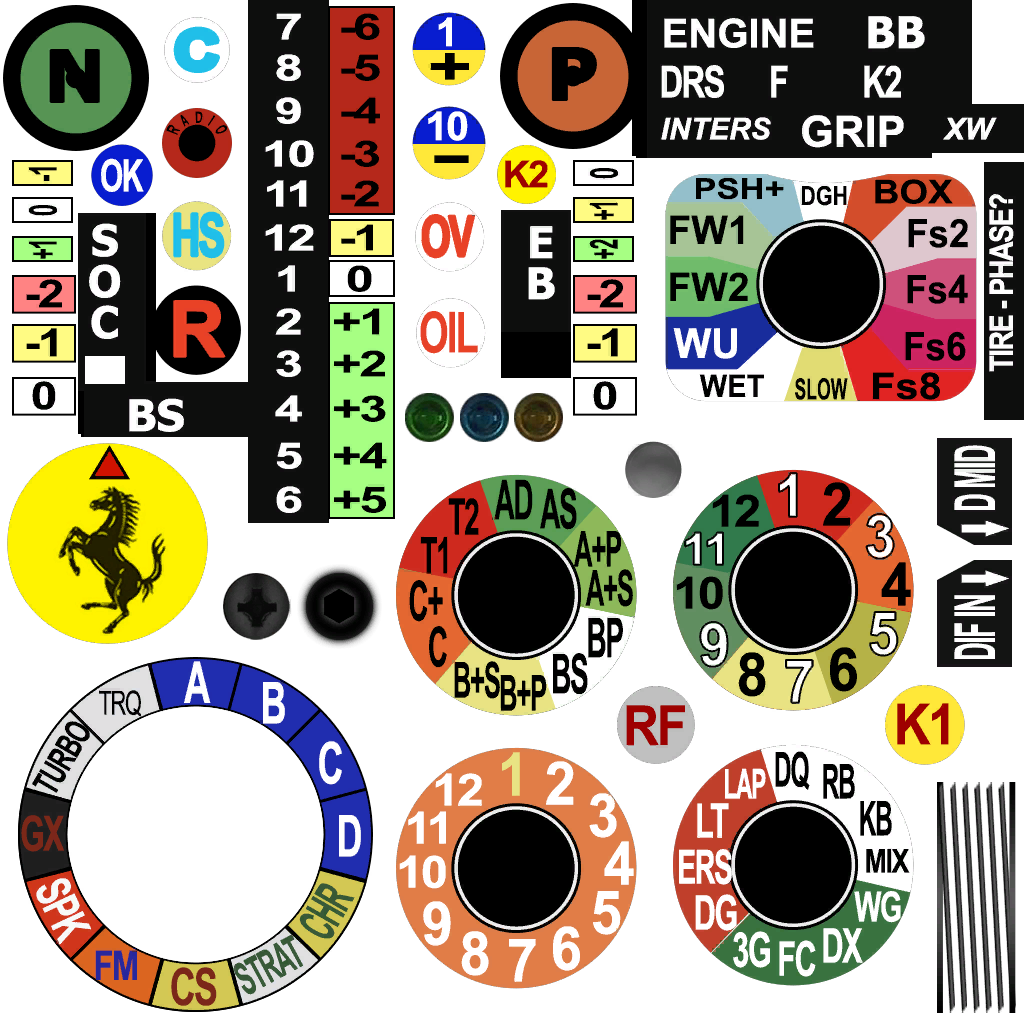 N
C
RADIO
OK
HS
R
-1
0
+1
-2
-1
0
SOC
BS
7 -6
8 -5
9 -4
10 -3
11 -2
12 -1
1 0
2 +1
3 +2
4 +3
5 +4
6 +5
1
+
10
-
K2
OV
OIL
P
EB
0
+1
+2
-2
-1
0
ENGINE BB
DRS F K2
INTERS GRIP XW
PSH+ DGH BOX
FW1 Fs2
FW2 Fs4
WU Fs6
WET SLOW Fs8
TIRE - PHASE?
D MID
DIF IN
AD
AS
A+P
A+S
BP
BS
B+P
B+S
C
C+
T1
T2
1
2
3
4
5
6
7
8
9
10
11
12
RF
K1
A
B
C
D
CHR
STRAT
CS
FM
SPK
GX
TURBO
TRQ
1
2
3
4
5
6
7
8
9
10
11
12
DQ
RB
KB
MIX
WG
DX
FC
3G
DG
ERS
LT
LAP